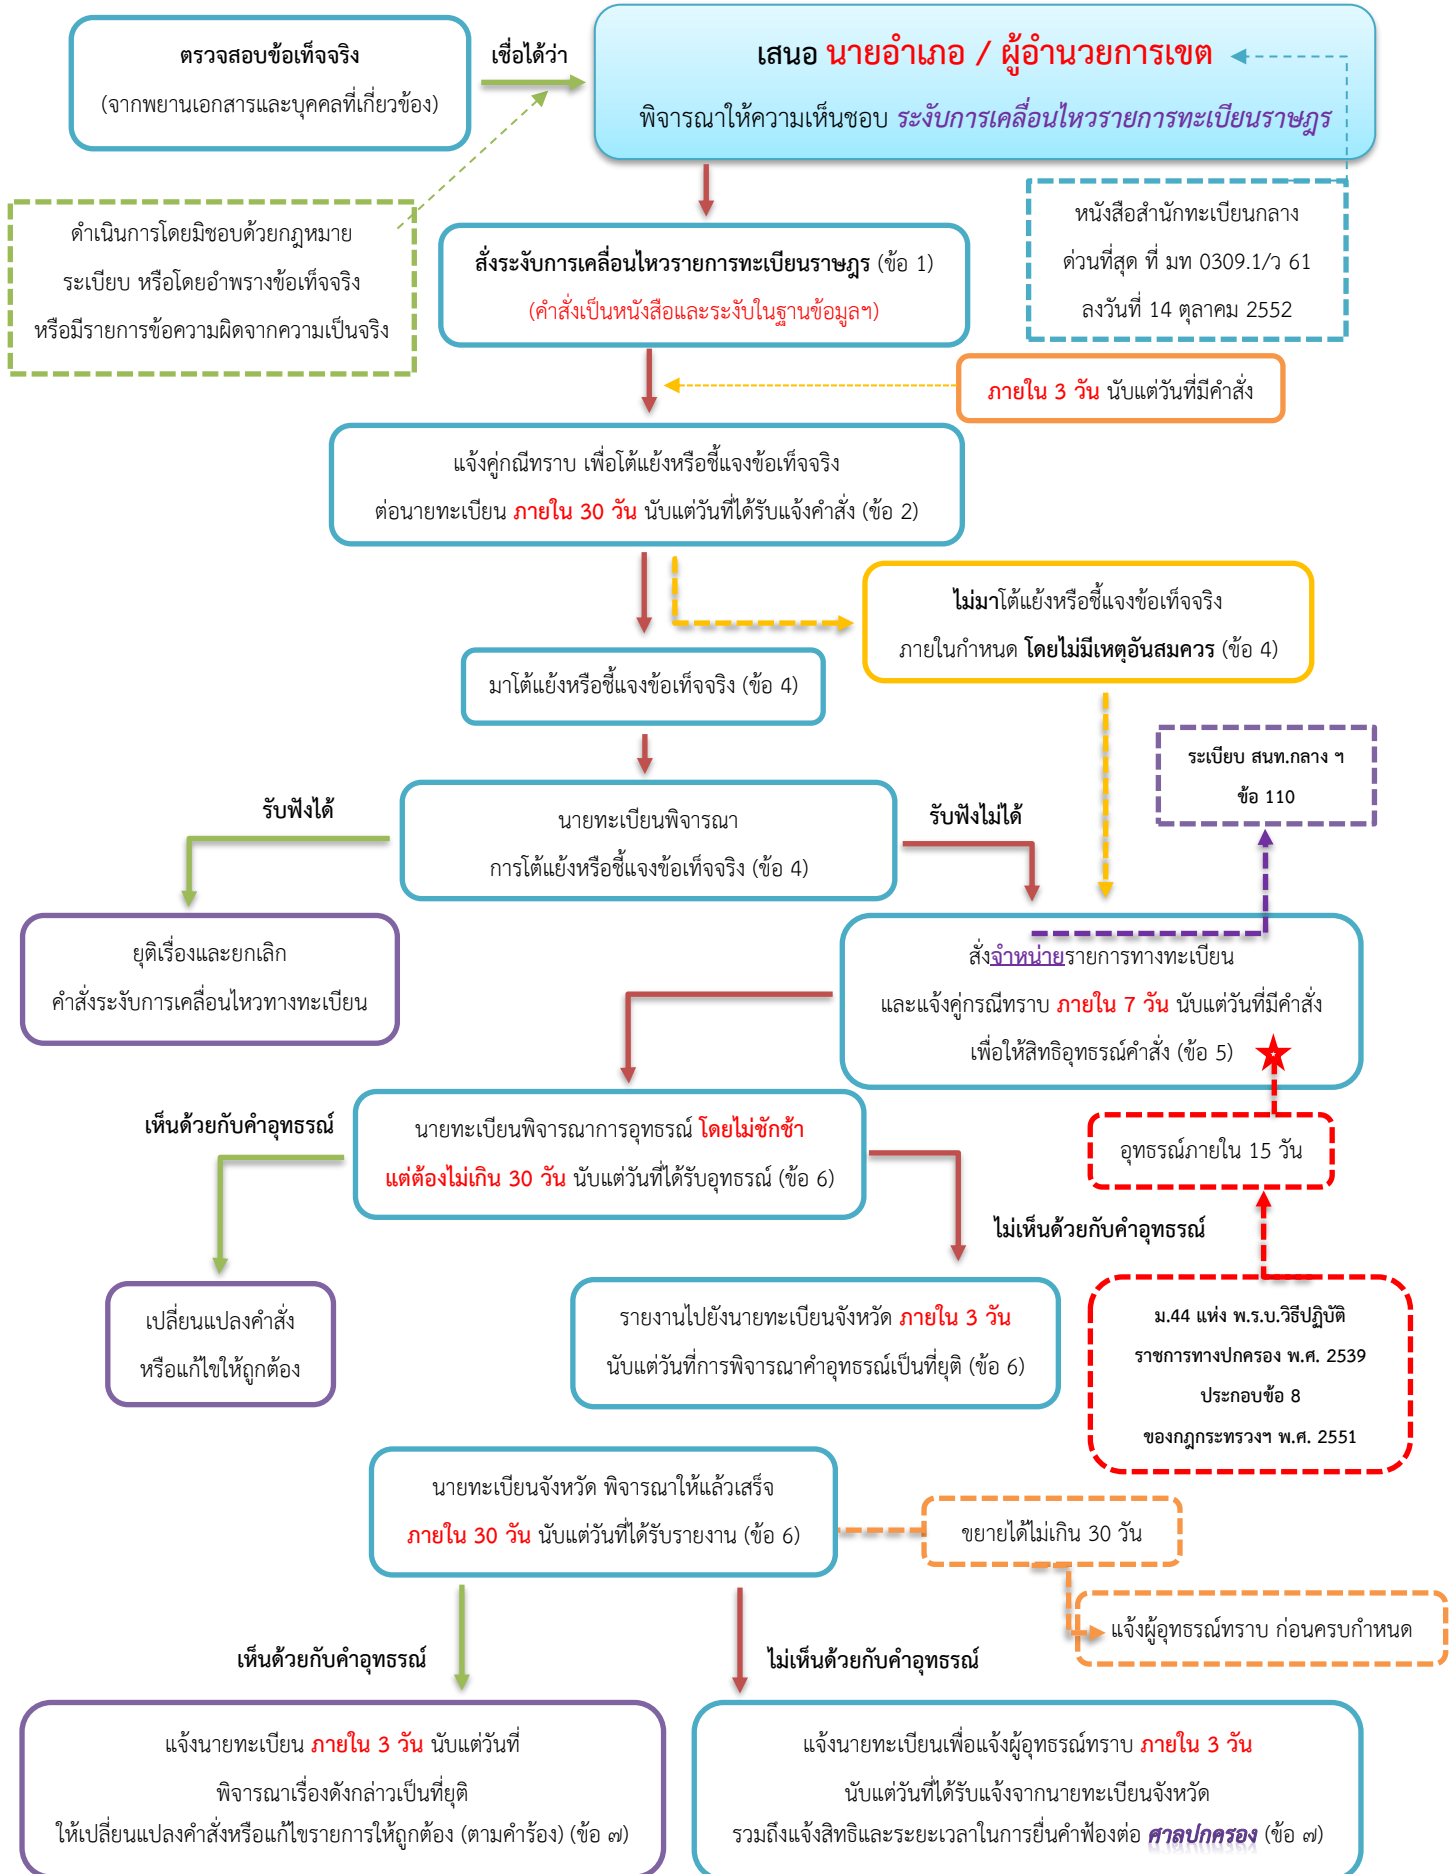 ตรวจสอบข้อเท็จจริง
(จากพยานเอกสารและบุคคลที่เกี่ยวข้อง)
เชื่อได้ว่า
เสนอ นายอำเภอ / ผู้อำนวยการเขต
พิจารณาให้ความเห็นชอบ ระงับการเคลื่อนไหวรายการทะเบียนราษฎร
ดำเนินการโดยมิชอบด้วยกฎหมาย
ระเบียบ หรือโดยอำพรางข้อเท็จจริง
หรือมีรายการข้อความผิดจากความเป็นจริง
สั่งระงับการเคลื่อนไหวรายการทะเบียนราษฎร (ข้อ 1)
(คำสั่งเป็นหนังสือและระงับในฐานข้อมูลฯ)
หนังสือสำนักทะเบียนกลาง
ด่วนที่สุด ที่ มท 0309.1/ว 61
ลงวันที่ 14 ตุลาคม 2552
ภายใน 3 วัน นับแต่วันที่มีคำสั่ง
แจ้งคู่กณีทราบ เพื่อโต้แย้งหรือชี้แจงข้อเท็จจริง
ต่อนายทะเบียน ภายใน 30 วัน นับแต่วันที่ได้รับแจ้งคำสั่ง (ข้อ 2)
ไม่มาโต้แย้งหรือชี้แจงข้อเท็จจริง
ภายในกำหนด โดยไม่มีเหตุอันสมควร (ข้อ 4)
มาโต้แย้งหรือชี้แจงข้อเท็จจริง (ข้อ 4)
ระเบียบ สนท.กลาง ฯ
ข้อ 110
รับฟังได้
นายทะเบียนพิจารณา
การโต้แย้งหรือชี้แจงข้อเท็จจริง (ข้อ 4)
รับฟังไม่ได้
ยุติเรื่องและยกเลิก
คำสั่งระงับการเคลื่อนไหวทางทะเบียน
สั่งจำหน่ายรายการทางทะเบียน
และแจ้งคู่กรณีทราบ ภายใน 7 วัน นับแต่วันที่มีคำสั่ง
เพื่อให้สิทธิอุทธรณ์คำสั่ง (ข้อ 5)
เห็นด้วยกับคำอุทธรณ์
นายทะเบียนพิจารณาการอุทธรณ์ โดยไม่ชักช้า
แต่ต้องไม่เกิน 30 วัน นับแต่วันที่ได้รับอุทธรณ์ (ข้อ 6)
อุทธรณ์ภายใน 15 วัน
ไม่เห็นด้วยกับคำอุทธรณ์
เปลี่ยนแปลงคำสั่ง
หรือแก้ไขให้ถูกต้อง
รายงานไปยังนายทะเบียนจังหวัด ภายใน 3 วัน
นับแต่วันที่การพิจารณาคำอุทธรณ์เป็นที่ยุติ (ข้อ 6)
ม.44 แห่ง พ.ร.บ.วิธีปฏิบัติ
ราชการทางปกครอง พ.ศ. 2539
ประกอบข้อ 8
ของกฎกระทรวงฯ พ.ศ. 2551
นายทะเบียนจังหวัด พิจารณาให้แล้วเสร็จ
ภายใน 30 วัน นับแต่วันที่ได้รับรายงาน (ข้อ 6)
ขยายได้ไม่เกิน 30 วัน
แจ้งผู้อุทธรณ์ทราบ ก่อนครบกำหนด
เห็นด้วยกับคำอุทธรณ์
ไม่เห็นด้วยกับคำอุทธรณ์
แจ้งนายทะเบียน ภายใน 3 วัน นับแต่วันที่
พิจารณาเรื่องดังกล่าวเป็นที่ยุติ
ให้เปลี่ยนแปลงคำสั่งหรือแก้ไขรายการให้ถูกต้อง (ตามคำร้อง) (ข้อ ๗)
แจ้งนายทะเบียนเพื่อแจ้งผู้อุทธรณ์ทราบ ภายใน 3 วัน
นับแต่วันที่ได้รับแจ้งจากนายทะเบียนจังหวัด
รวมถึงแจ้งสิทธิและระยะเวลาในการยื่นคำฟ้องต่อ ศาลปกครอง (ข้อ ๗)